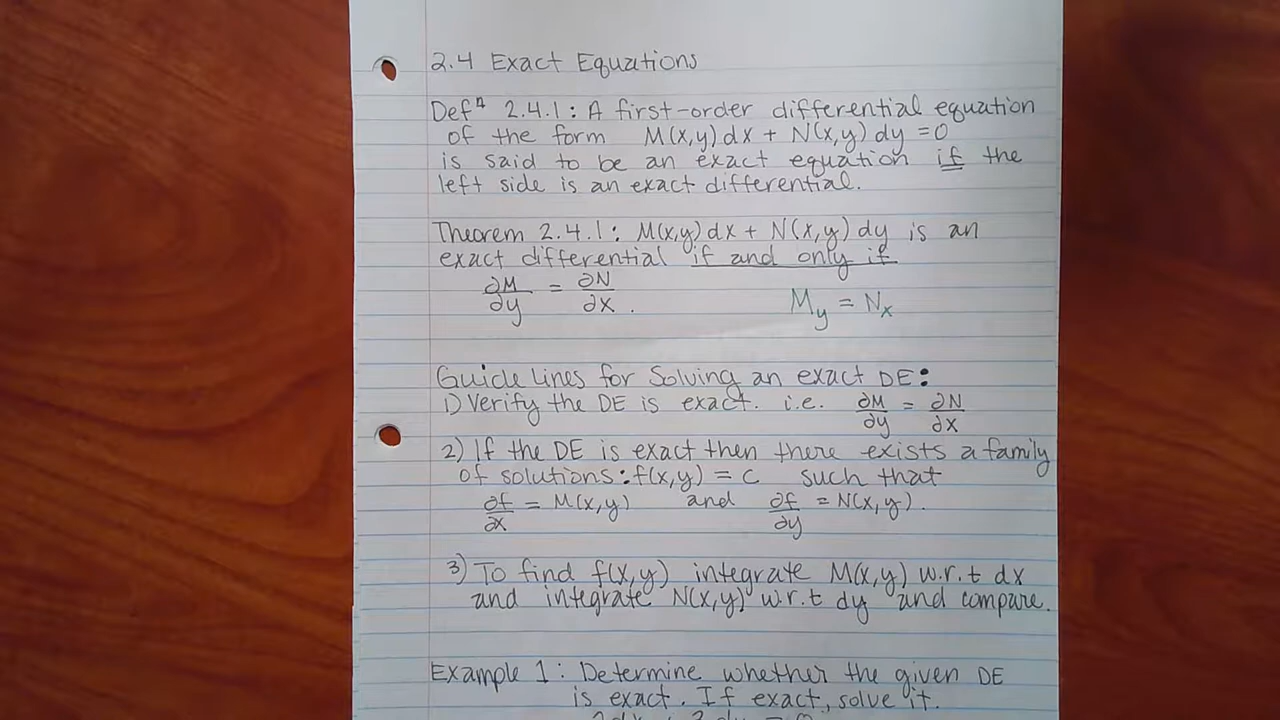 2.4 Exact Equations
Defⁿ 2.4.1: A first-order differential equation
of the form M(x,y)dx + N(x,y)dy = 0
is said to be an exact equation if the
left side is an exact differential.
Theorem 2.4.1: M(x,y)dx + N(x,y)dy is an
exact differential if and only if
∂M/∂y = ∂N/∂x. My = Nx
Guidelines for Solving an exact DE:
1) Verify the DE is exact. i.e. ∂M/∂y = ∂N/∂x
2) If the DE is exact then there exists a family
of solutions: f(x,y) = C such that
∂f/∂x = M(x,y) and ∂f/∂y = N(x,y).
3) To find f(x,y) integrate M(x,y) w.r.t dx
and integrate N(x,y) w.r.t dy and compare.
Example 1: Determine whether the given DE
is exact. If exact, solve it.